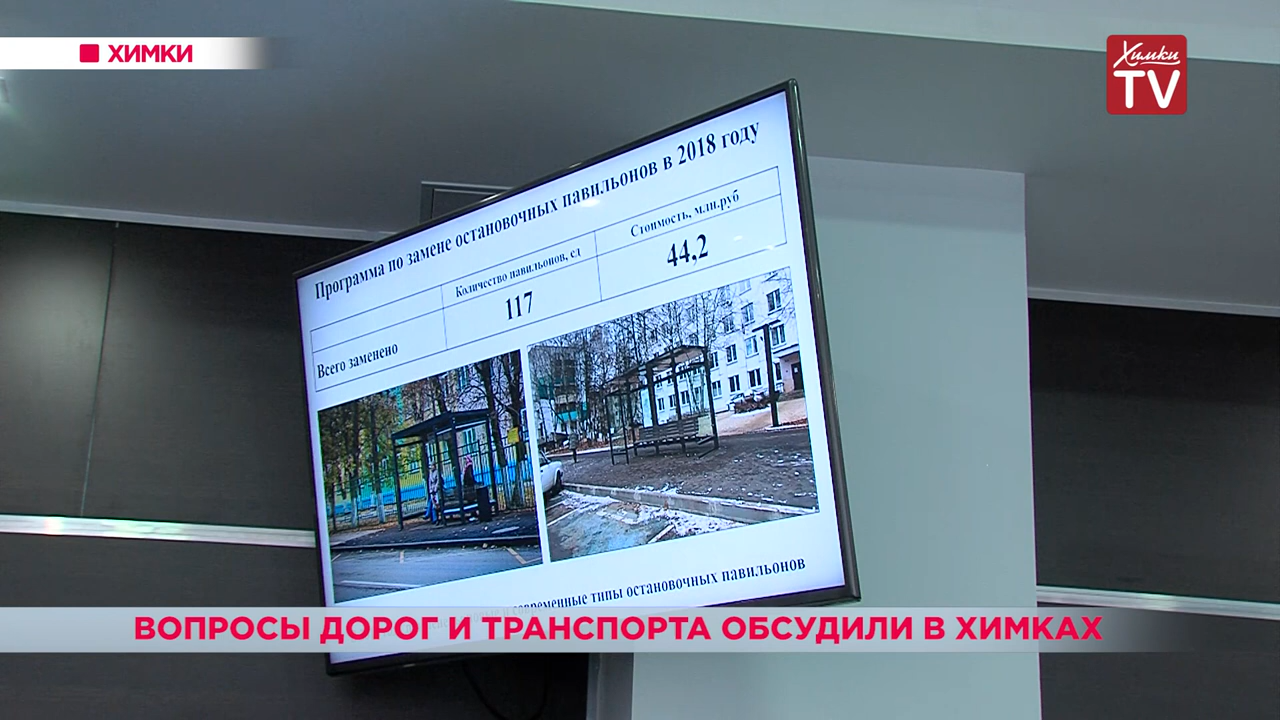 ХИМКИ
Химки
TV
Программа по замене остановочных павильонов в 2018 году
Количество павильонов, ед
Стоимость, млн.руб
Всего заменено
117
44,2
современные типы остановочных павильонов
ВОПРОСЫ ДОРОГ И ТРАНСПОРТА ОБСУДИЛИ В ХИМКАХ